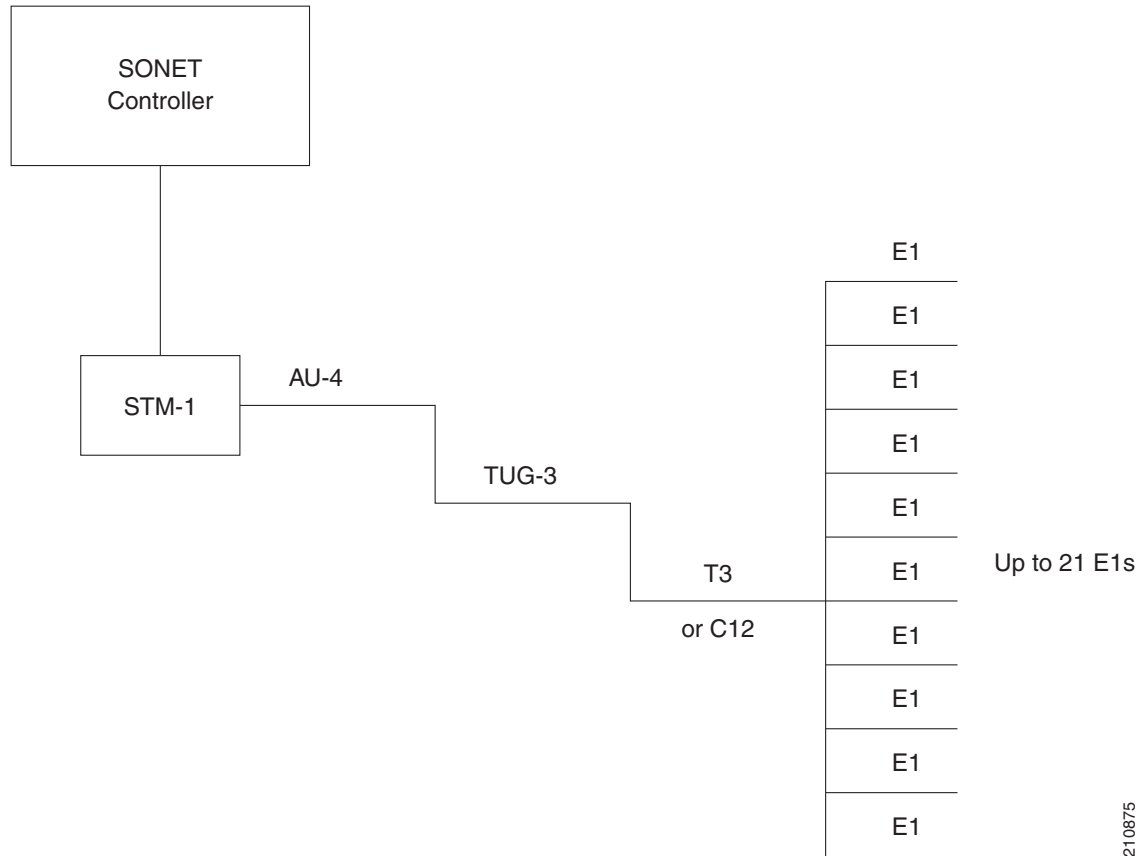 SONET
Controller
STM-1
AU-4
TUG-3
T3
or C12
E1
E1
E1
E1
E1
E1
E1
E1
E1
E1
Up to 21 E1s
210875